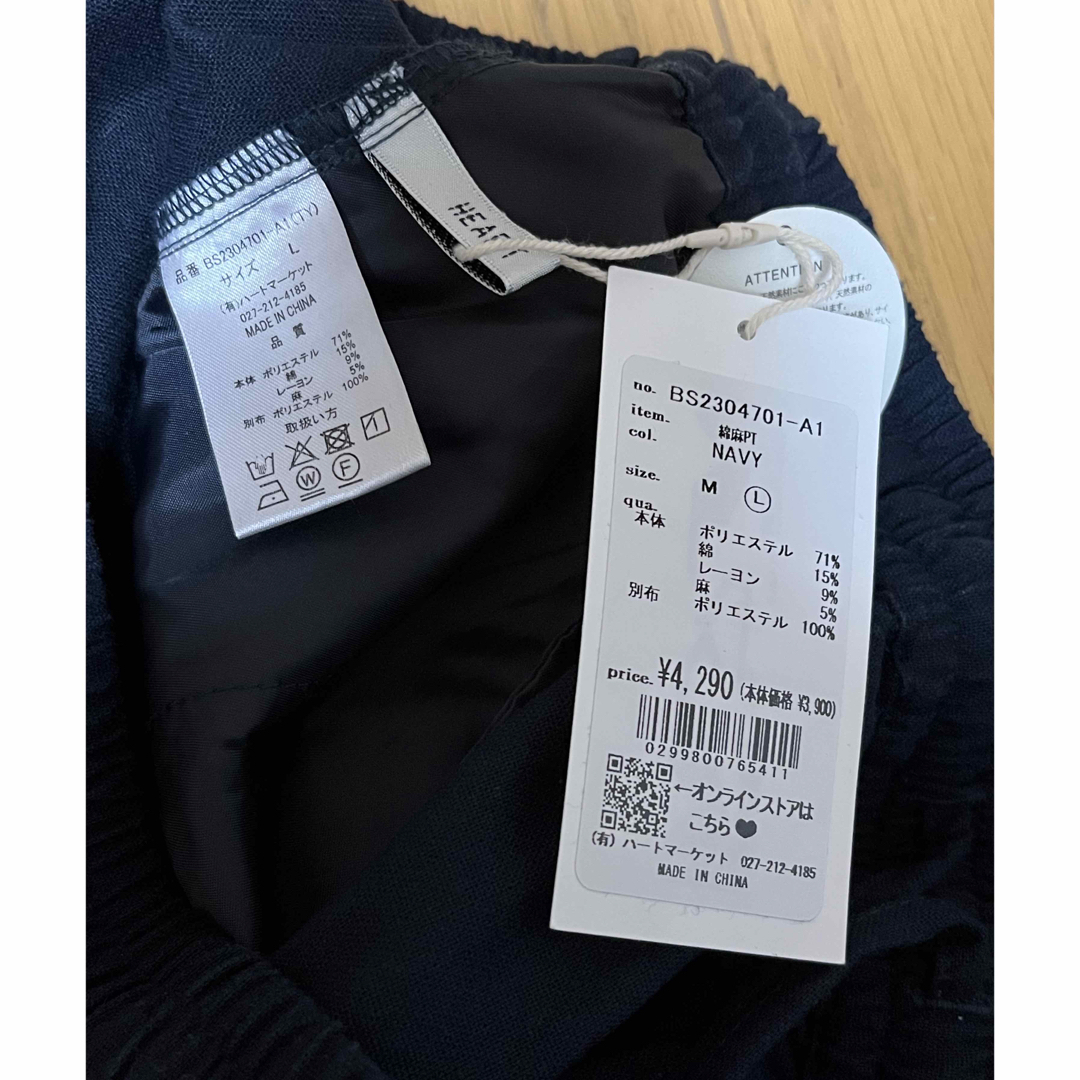 品番 BS2304701-A1(TY)
サイズ L
(有)ハートマーケット
027-212-4185
MADE IN CHINA
品質
本体 ポリエステル 71%
綿 15%
レーヨン 9%
麻 5%
別布 ポリエステル 100%
取扱い方
W F
HEAR
ATTENTION
no. BS2304701-A1
item. 綿麻PT
col. NAVY
size. M L
qua.
本体 ポリエステル 71%
綿 15%
レーヨン 9%
麻 5%
別布 ポリエステル 100%
price. ¥4,290 (本体価格 ¥3,900)
0299800765411
←オンラインストアは
こちら♥
(有) ハートマーケット 027-212-4185
MADE IN CHINA